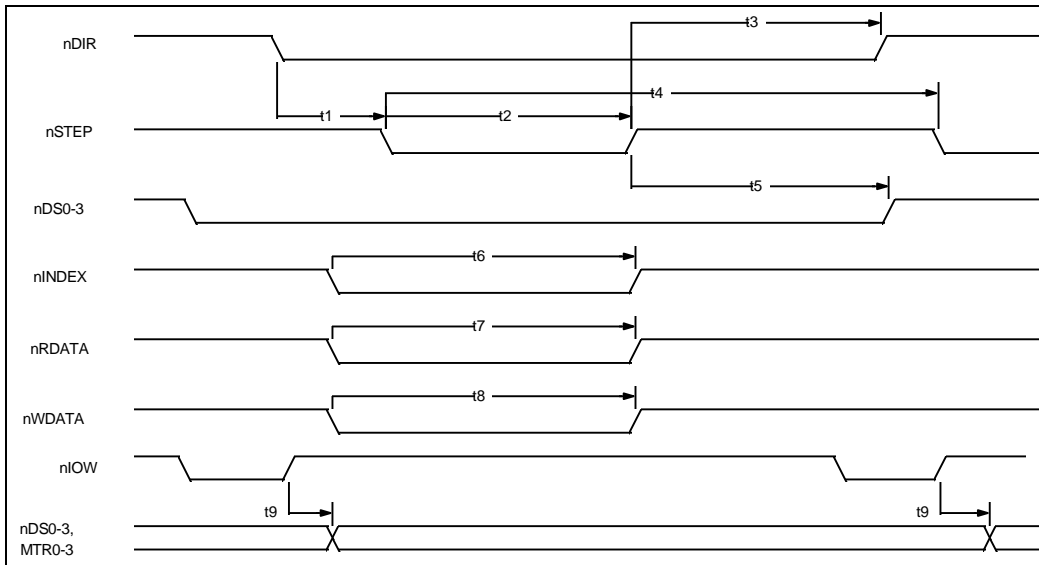 t3
nDIR
t4
t1
t2
nSTEP
t5
nDS0-3
t6
nINDEX
t7
nRDATA
t8
nWDATA
nIOW
t9
t9
nDS0-3,
MTR0-3